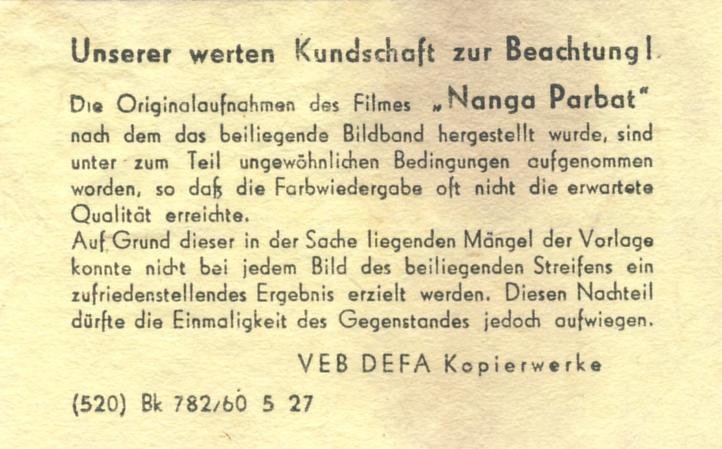 Unserer werten Kundschaft zur Beachtung!
Die Originalaufnahmen des Filmes „Nanga Parbat“
nach dem das beiliegende Bildband hergestellt wurde, sind
unter zum Teil ungewöhnlichen Bedingungen aufgenommen
worden, so daß die Farbwiedergabe oft nicht die erwartete
Qualität erreichte.
Auf Grund dieser in der Sache liegenden Mängel der Vorlage
konnte nicht bei jedem Bild des beiliegenden Streifens ein
zufriedenstellendes Ergebnis erzielt werden. Diesen Nachteil
dürfte die Einmaligkeit des Gegenstandes jedoch aufwiegen.
VEB DEFA Kopierwerke
(520) Bk 782/60 5 27